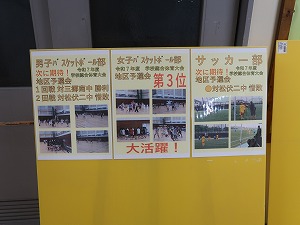 男子バスケットボール部
令和7年度
学校総合体育大会
次に期待!
地区予選会
1回戦 対三郷南中 勝利
2回戦 対松伏二中 惜敗
女子バスケットボール部
令和7年度
学校総合体育大会
地区予選会
第3位
大活躍!
サッカー部
令和7年度
学校総合体育大会
次に期待!
地区予選会
対松伏二中 惜敗